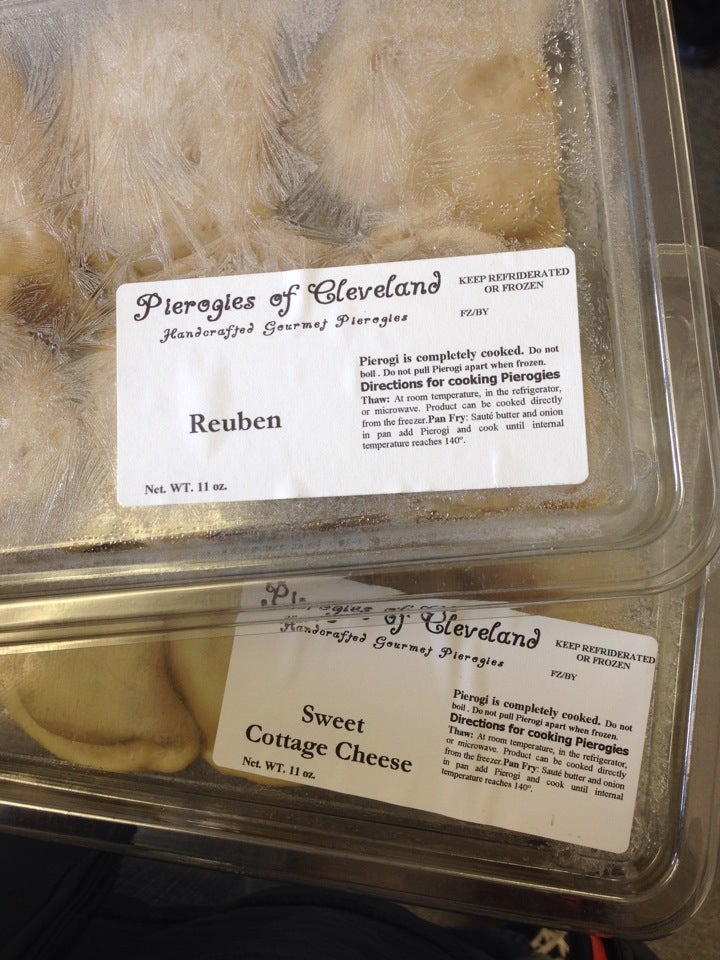 Pierogies of Cleveland
Handcrafted Gourmet Pierogies
KEEP REFRIDERATED
OR FROZEN
FZ/BY
Reuben
Net. WT. 11 oz.
Pierogi is completely cooked. Do not
boil . Do not pull Pierogi apart when frozen.
Directions for cooking Pierogies
Thaw: At room temperature, in the refrigerator,
or microwave. Product can be cooked directly
from the freezer.Pan Fry: Sauté butter and onion
in pan add Pierogi and cook until internal
temperature reaches 140°.
Pierogies of Cleveland
Handcrafted Gourmet Pierogies
KEEP REFRIDERATED
OR FROZEN
FZ/BY
Sweet
Cottage Cheese
Net. WT. 11 oz.
Pierogi is completely cooked. Do not
boil . Do not pull Pierogi apart when frozen.
Directions for cooking Pierogies
Thaw: At room temperature, in the refrigerator,
or microwave. Product can be cooked directly
from the freezer.Pan Fry: Sauté butter and onion
in pan add Pierogi and cook until internal
temperature reaches 140°.